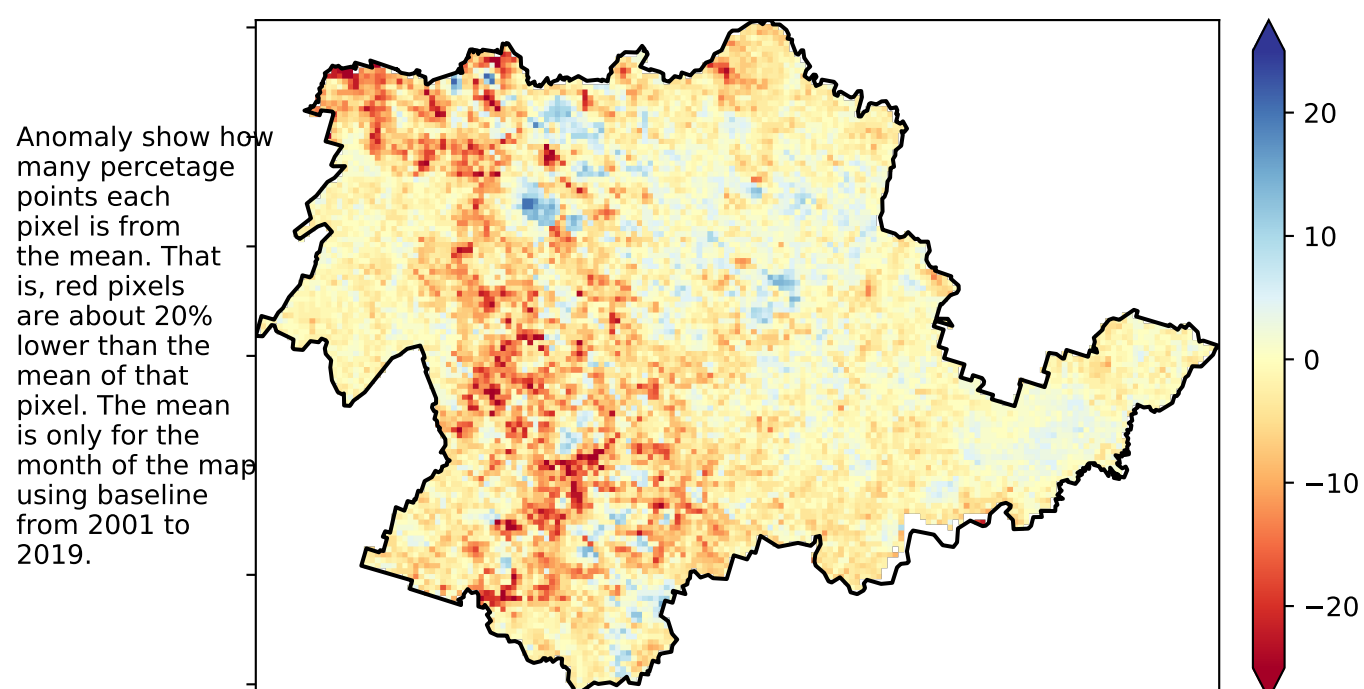 Anomaly show how
many percetage
points each
pixel is from
the mean. That
is, red pixels
are about 20%
lower than the
mean of that
pixel. The mean
is only for the
month of the map
using baseline
from 2001 to
2019.
20
10
0
−10
−20